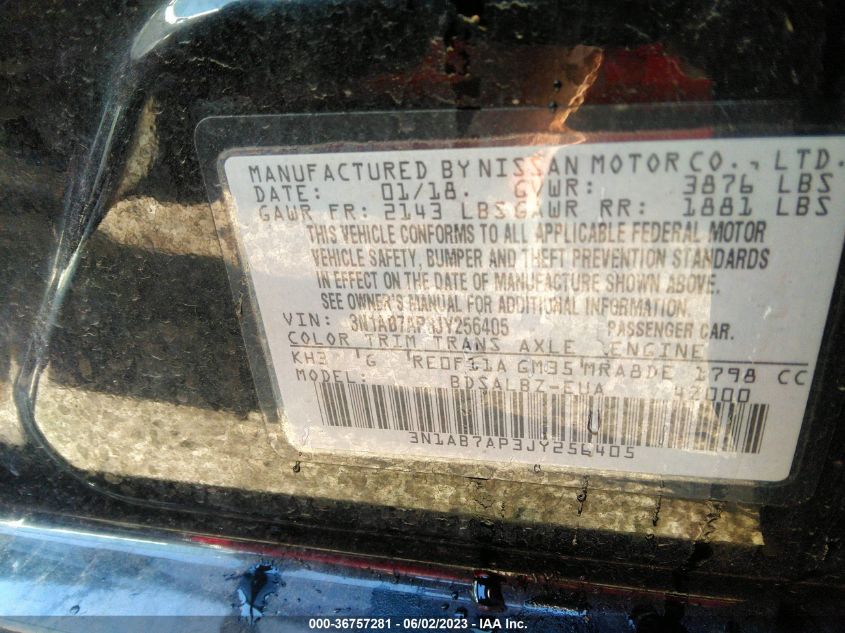 MANUFACTURED BY NISSAN MOTOR CO., LTD.
DATE: 01/18. GVWR: 3876 LBS
GAWR FR: 2143 LBS GAWR RR: 1881 LBS
THIS VEHICLE CONFORMS TO ALL APPLICABLE FEDERAL MOTOR
VEHICLE SAFETY, BUMPER AND THEFT PREVENTION STANDARDS
IN EFFECT ON THE DATE OF MANUFACTURE SHOWN ABOVE.
SEE OWNER'S MANUAL FOR ADDITIONAL INFORMATION.
VIN: 3N1AB7AP3JY256405 PASSENGER CAR.
COLOR TRIM TRANS AXLE ENGINE
KH3 G RE0F11A GM35 MRA8DE 1798 CC
MODEL: BDSALBZ-EUA 42000
3N1AB7AP3JY256405
000-36757281 - 06/02/2023 - IAA Inc.